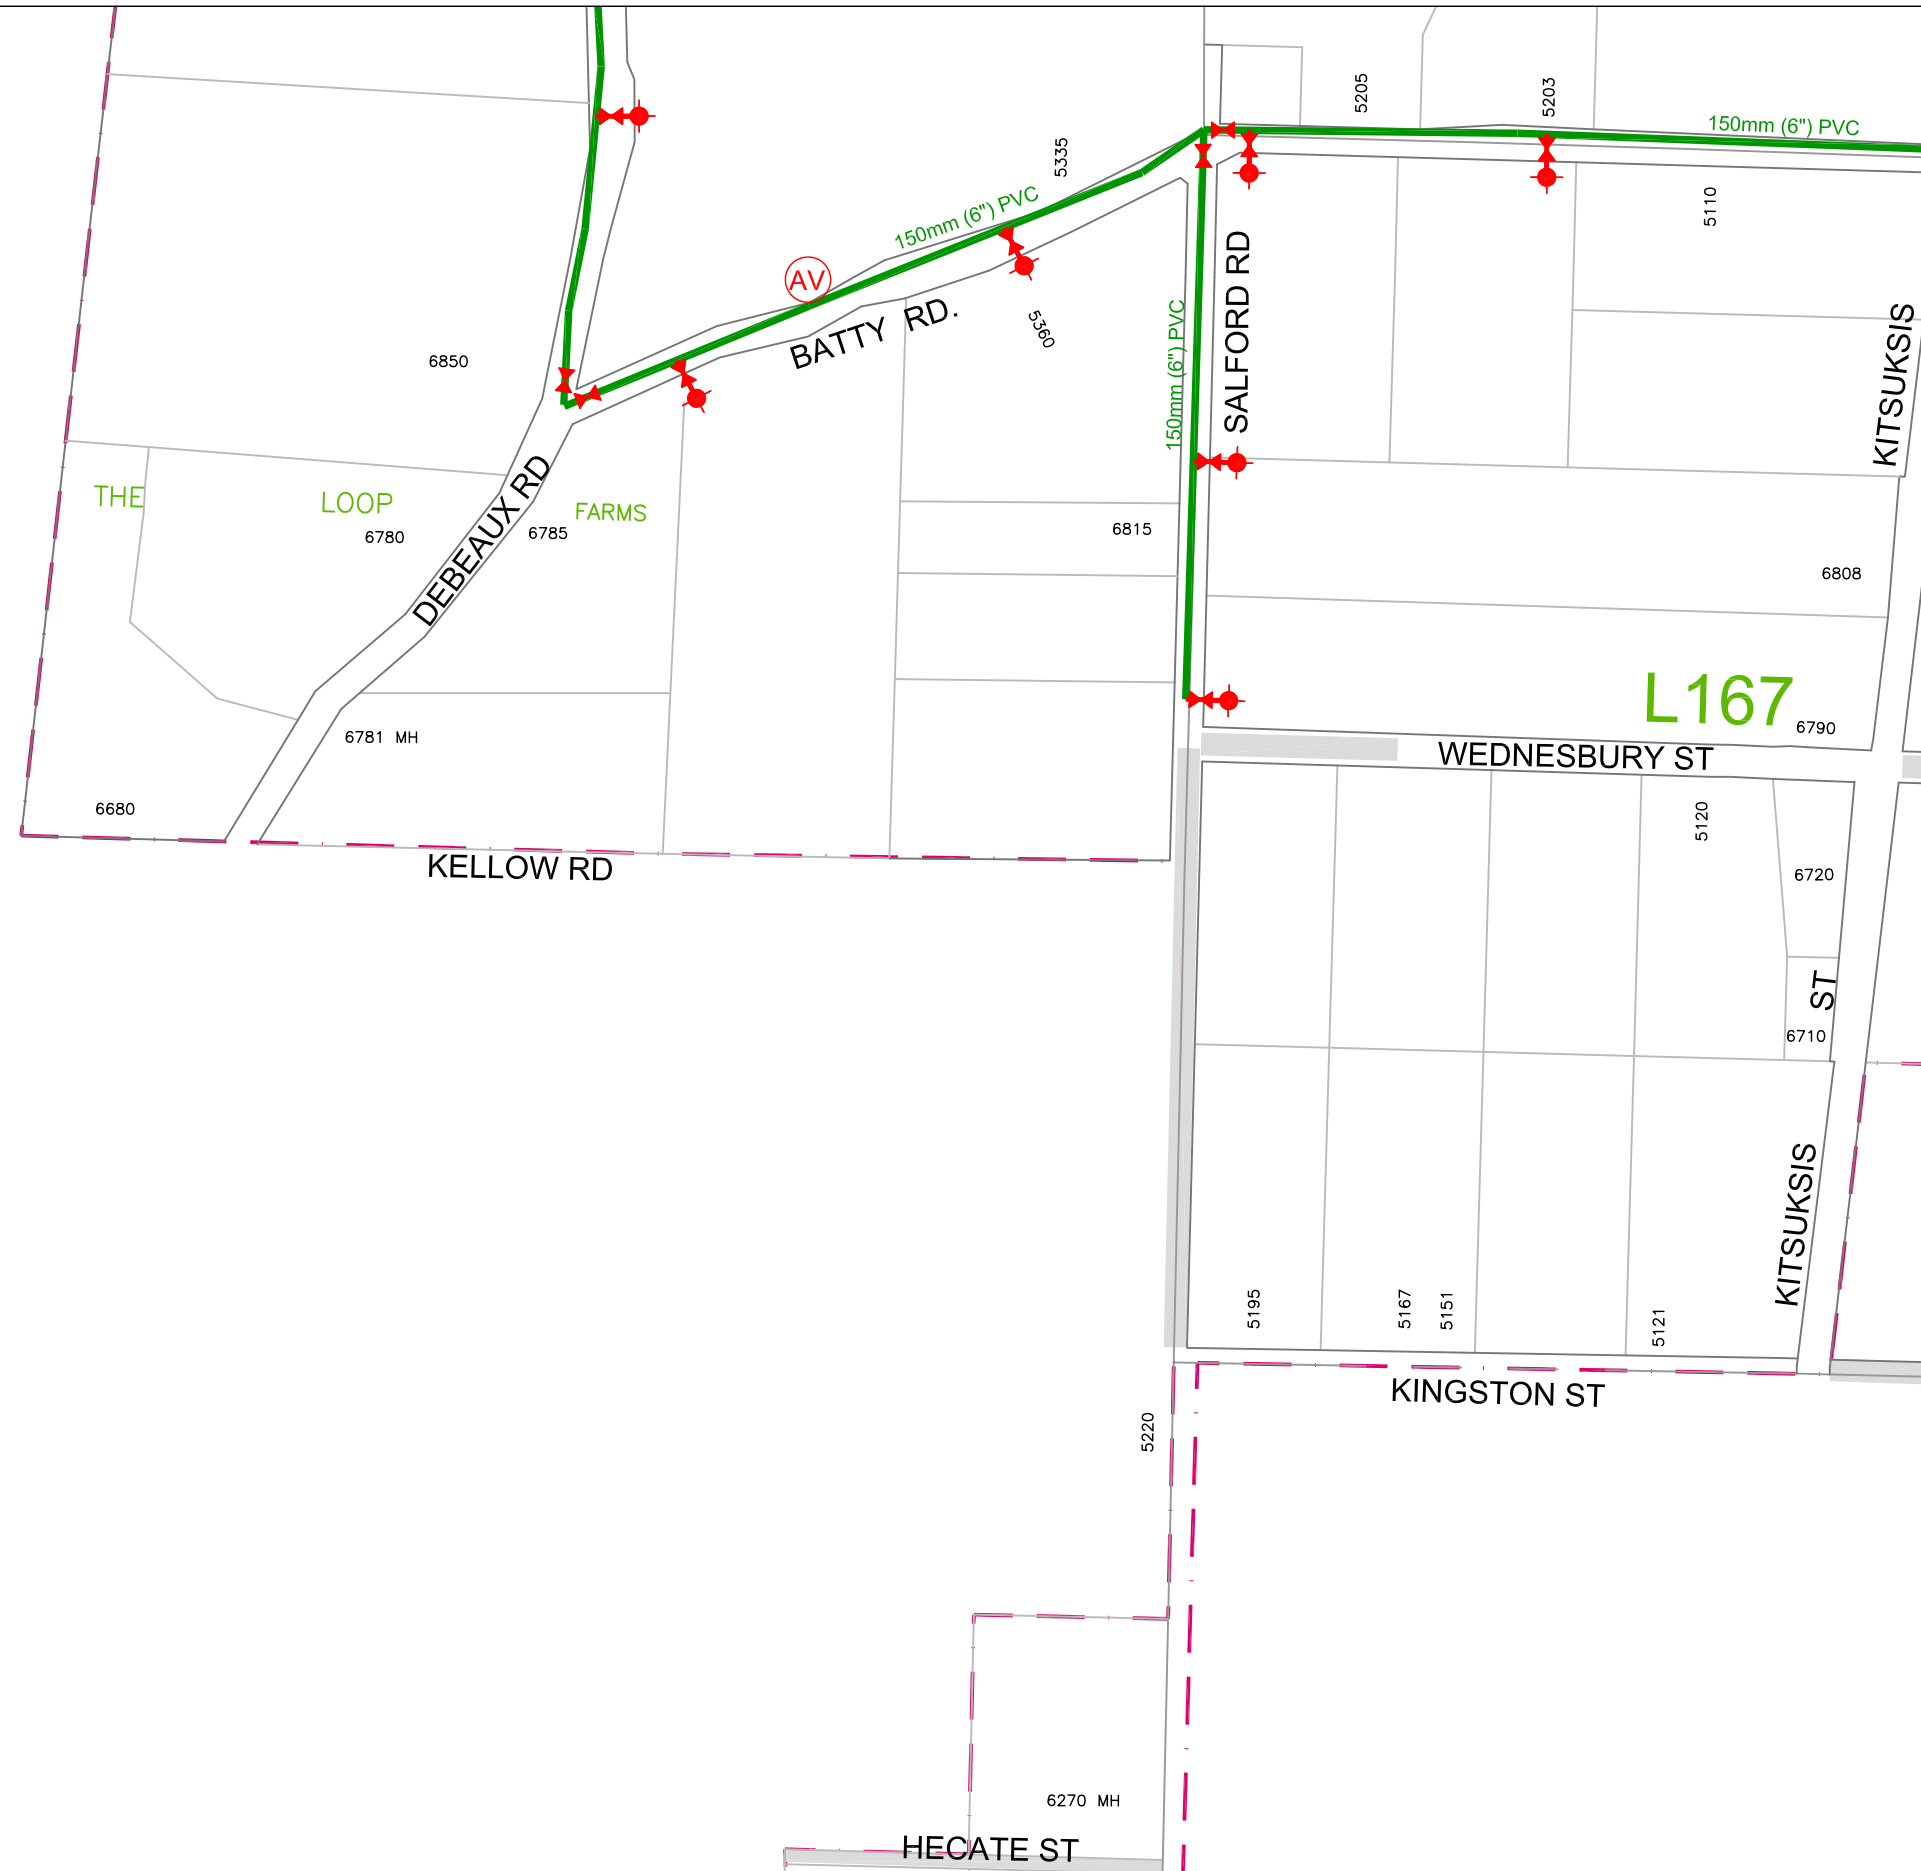 5205
5203
150mm (6") PVC
5335
5110
150mm (6") PVC
AV
BATTY RD.
5360
150mm (6") PVC
SALFORD RD
KITSUKSIS
6850
THE
LOOP
FARMS
6780
DEBEAUX RD
6785
6815
6808
L167
6790
6781 MH
WEDNESBURY ST
6680
5120
KELLOW RD
6720
ST
6710
KITSUKSIS
5195
5167
5151
5121
KINGSTON ST
5220
6270 MH
HECATE ST